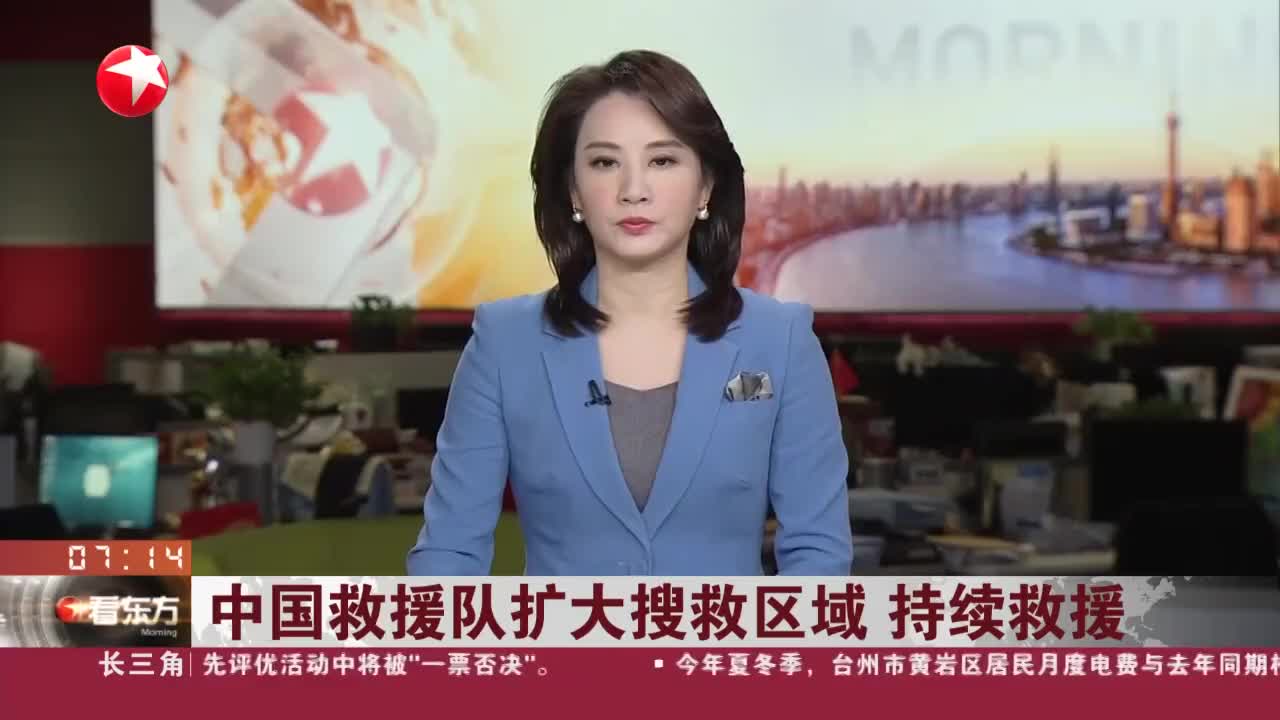 MORNIN
07:14
中国救援队扩大搜救区域 持续救援
看东方
Morning
长三角 先评优活动中将被"一票否决"。 ▪ 今年夏冬季，台州市黄岩区居民月度电费与去年同期